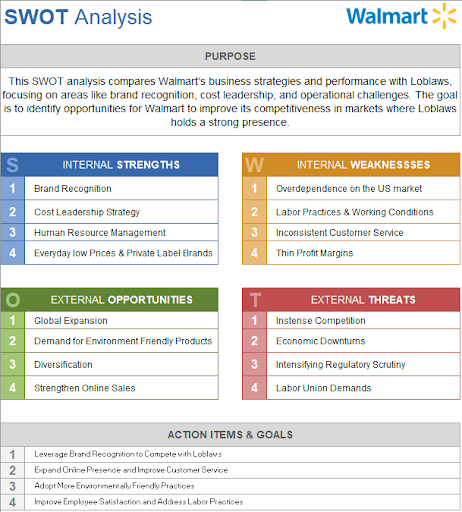 SWOT Analysis
Walmart
PURPOSE
This SWOT analysis compares Walmart's business strategies and performance with Loblaws,
focusing on areas like brand recognition, cost leadership, and operational challenges. The goal
is to identify opportunities for Walmart to improve its competitiveness in markets where Loblaws
holds a strong presence.
S INTERNAL STRENGTHS
1 Brand Recognition
2 Cost Leadership Strategy
3 Human Resource Management
4 Everyday low Prices & Private Label Brands
W INTERNAL WEAKNESSSES
1 Overdependence on the US market
2 Labor Practices & Working Conditions
3 Inconsistent Customer Service
4 Thin Profit Margins
O EXTERNAL OPPORTUNITIES
1 Global Expansion
2 Demand for Environment Friendly Products
3 Diversification
4 Strengthen Online Sales
T EXTERNAL THREATS
1 Instense Competition
2 Economic Downturns
3 Intensifying Regulatory Scrutiny
4 Labor Union Demands
ACTION ITEMS & GOALS
1 Leverage Brand Recognition to Compete with Loblaws
2 Expand Online Presence and Improve Customer Service
3 Adopt More Environmentally Friendly Practices
4 Improve Employee Satisfaction and Address Labor Practices